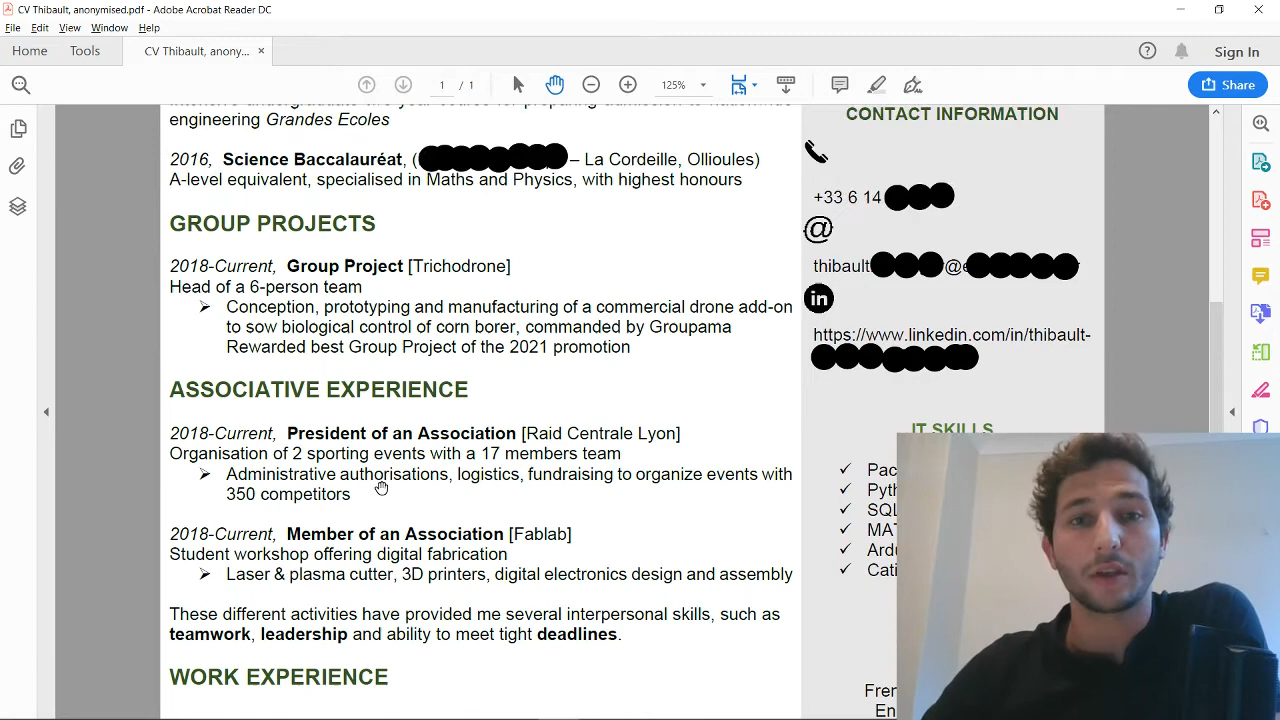 CV Thibault, anonymised.pdf - Adobe Acrobat Reader DC
File Edit View Window Help
Home Tools CV Thibault, anony... × Sign In
1 / 1 125% Share
engineering Grandes Ecoles
2016, Science Baccalauréat, ( – La Cordeille, Ollioules)
A-level equivalent, specialised in Maths and Physics, with highest honours
GROUP PROJECTS
2018-Current, Group Project [Trichodrone]
Head of a 6-person team
➢ Conception, prototyping and manufacturing of a commercial drone add-on
to sow biological control of corn borer, commanded by Groupama
Rewarded best Group Project of the 2021 promotion
ASSOCIATIVE EXPERIENCE
2018-Current, President of an Association [Raid Centrale Lyon]
Organisation of 2 sporting events with a 17 members team
➢ Administrative authorisations, logistics, fundraising to organize events with
350 competitors
2018-Current, Member of an Association [Fablab]
Student workshop offering digital fabrication
➢ Laser & plasma cutter, 3D printers, digital electronics design and assembly
These different activities have provided me several interpersonal skills, such as
teamwork, leadership and ability to meet tight deadlines.
WORK EXPERIENCE
CONTACT INFORMATION
+33 6 14
@
thibault @e
in
https://www.linkedin.com/in/thibault-
IT SKILLS
✓ Pac
✓ Pyth
✓ SQL
✓ MAT
✓ Ardu
✓ Cati
Fren
En